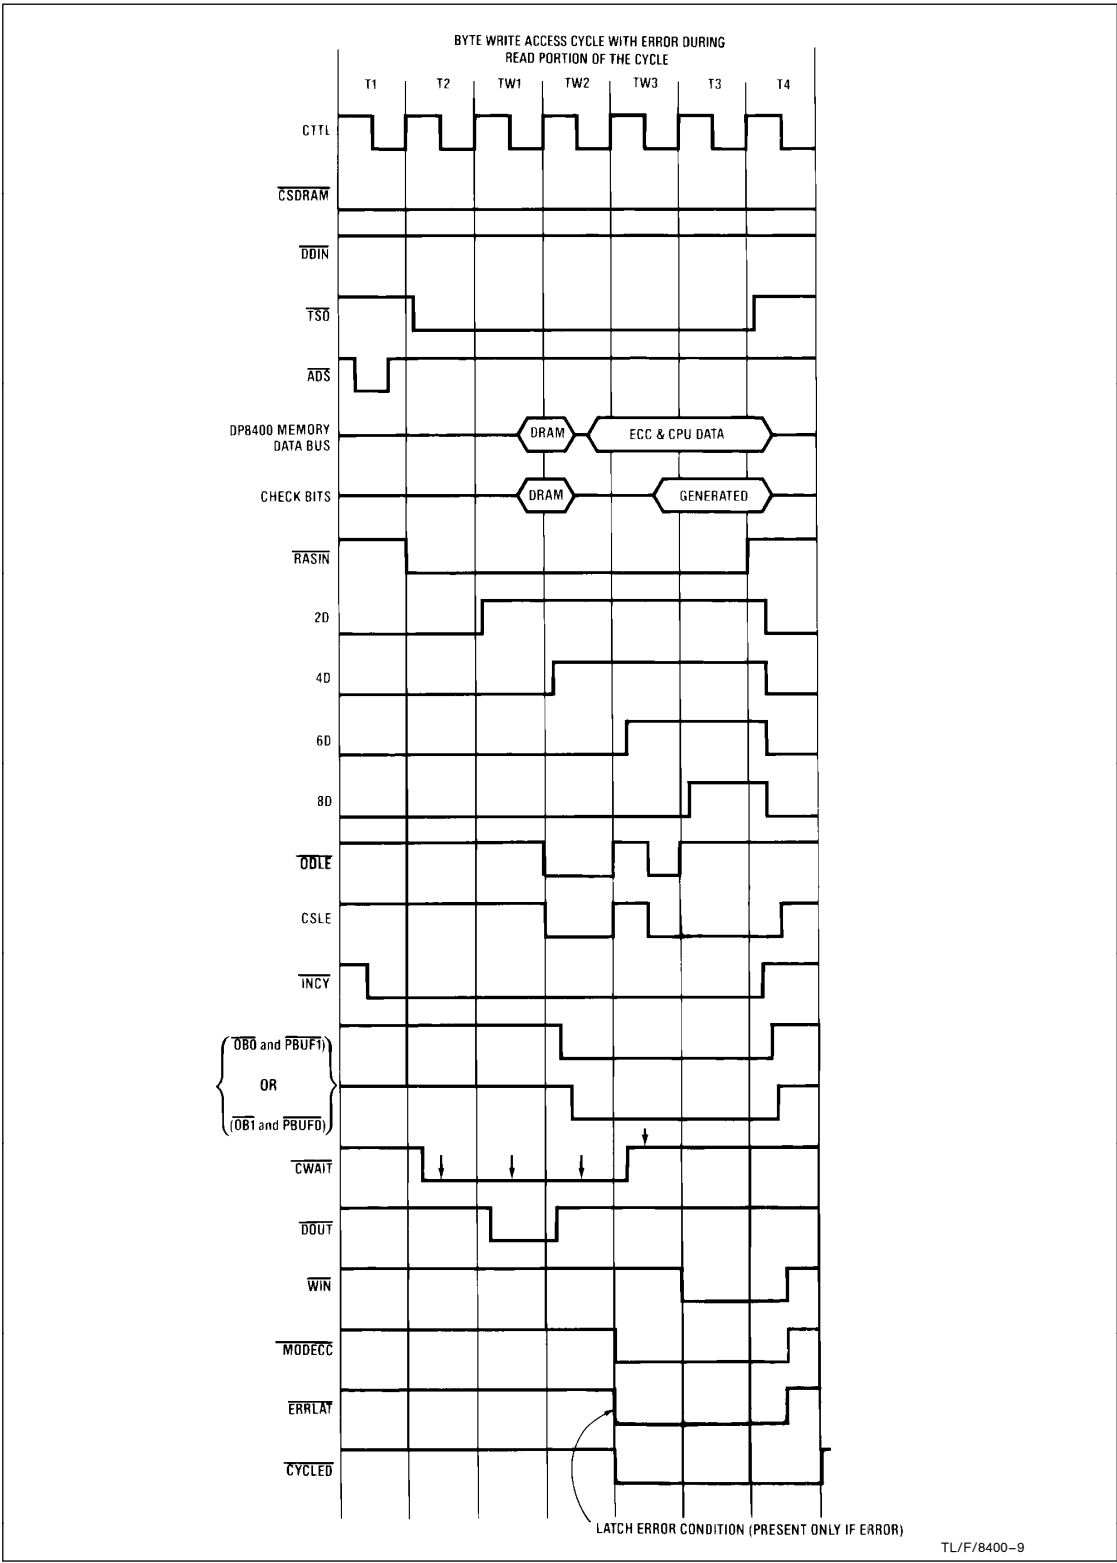 BYTE WRITE ACCESS CYCLE WITH ERROR DURING
READ PORTION OF THE CYCLE
T1 T2 TW1 TW2 TW3 T3 T4
CTTL
CSDRAM
DDIN
TSO
ADS
DP8400 MEMORY
DATA BUS
DRAM ECC & CPU DATA
CHECK BITS
DRAM GENERATED
RASIN
2D
4D
6D
8D
ODLE
CSLE
INCY
(OB0 and PBUF1)
OR
(OB1 and PBUF0)
CWAIT
DOUT
WIN
MODECC
ERRLAT
CYCLED
LATCH ERROR CONDITION (PRESENT ONLY IF ERROR)
TL/F/8400–9